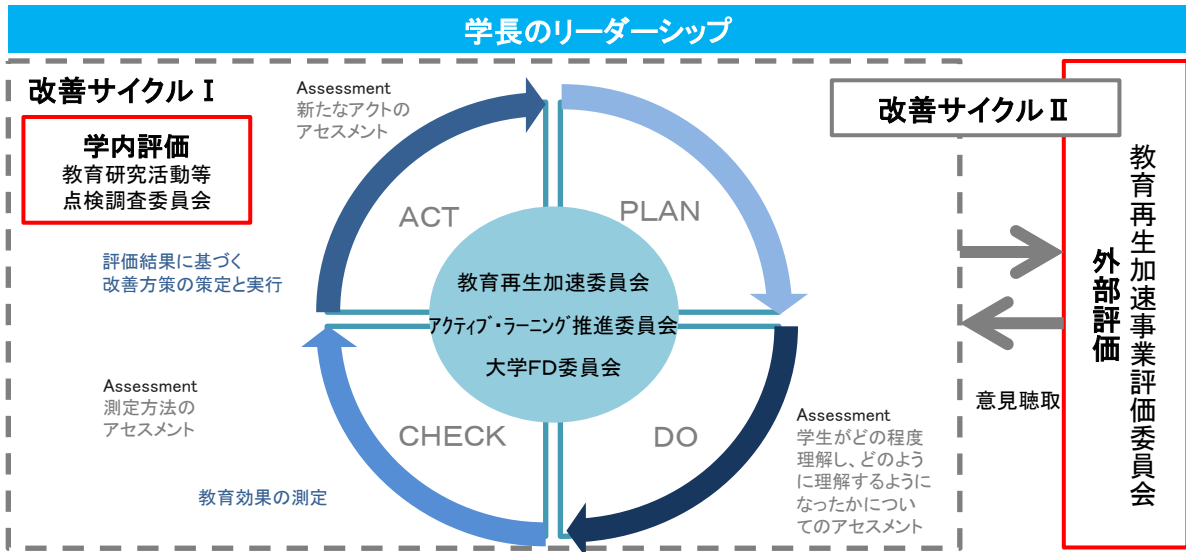 学長のリーダーシップ
改善サイクルⅠ
学内評価
教育研究活動等
点検調査委員会
Assessment
新たなアクトの
アセスメント
改善サイクルⅡ
ACT
PLAN
評価結果に基づく
改善方策の策定と実行
教育再生加速委員会
アクティブ・ラーニング推進委員会
大学FD委員会
Assessment
測定方法の
アセスメント
CHECK
DO
教育効果の測定
Assessment
学生がどの程度
理解し、どのよう
に理解するように
なったかについ
てのアセスメント
意見聴取
教育再生加速事業評価委員会
外部評価